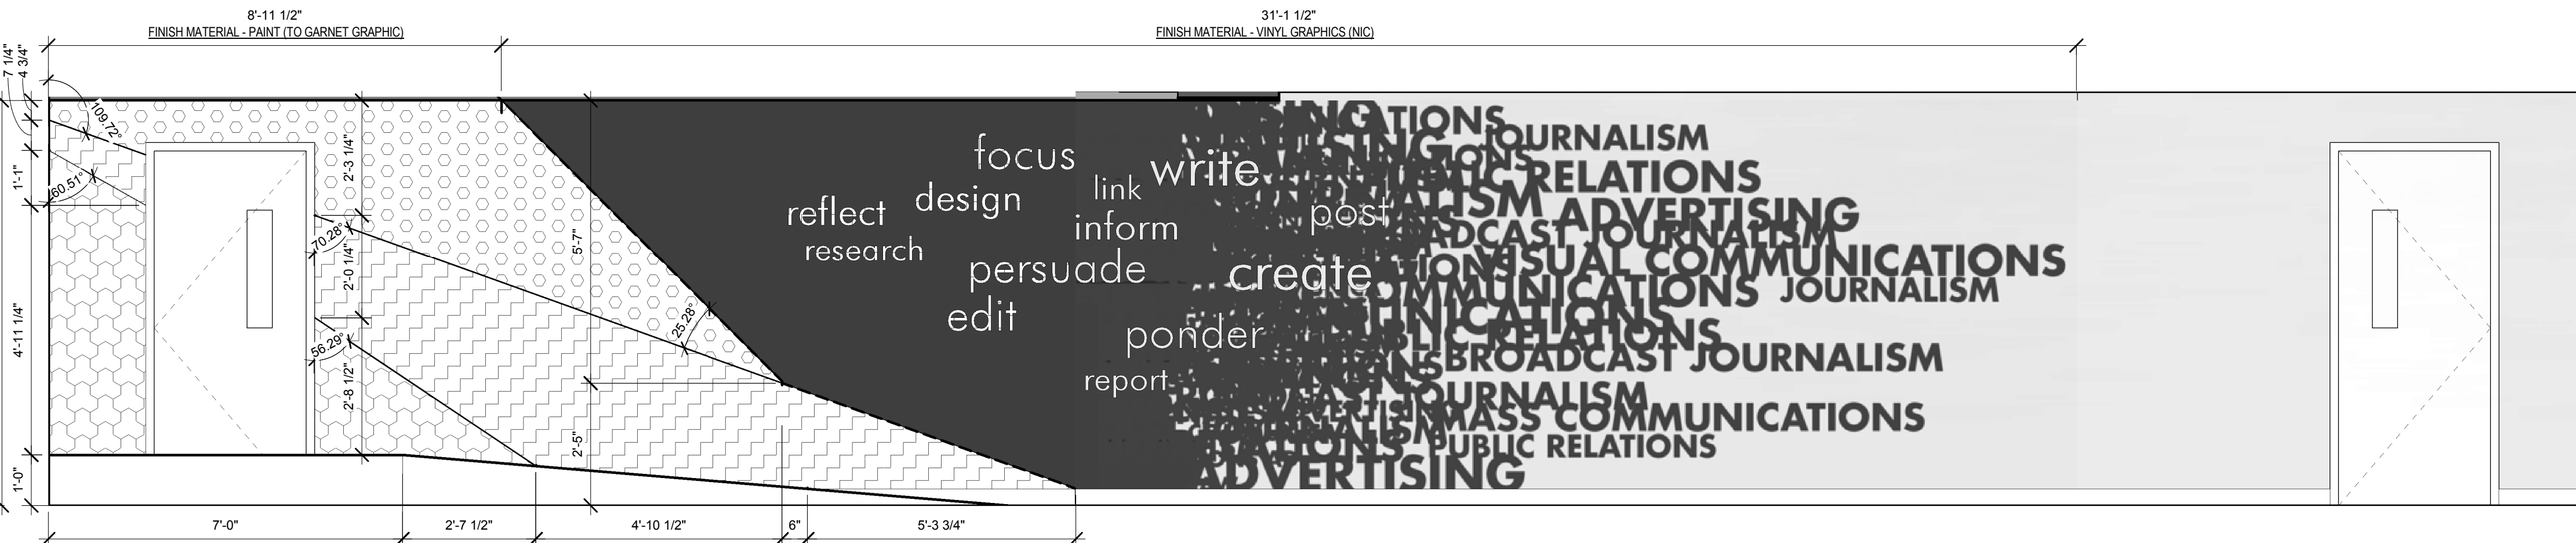 8'-11 1/2"
FINISH MATERIAL - PAINT (TO GARNET GRAPHIC)
31'-1 1/2"
FINISH MATERIAL - VINYL GRAPHICS (NIC)
7 1/4"
4 3/4"
109.72°
1'-1"
60.51°
4'-11 1/4"
1'-0"
2'-3 1/4"
70.28°
2'-0 1/4"
56.29°
2'-8 1/2"
5'-7"
25.28°
2'-5"
focus
write
link
design
reflect
post
inform
research
persuade
create
edit
ponder
report
JOURNALISM
RELATIONS
ADVERTISING
JOURNALISM
VISUAL COMMUNICATIONS
COMMUNICATIONS JOURNALISM
PUBLIC RELATIONS
BROADCAST JOURNALISM
JOURNALISM
MASS COMMUNICATIONS
PUBLIC RELATIONS
ADVERTISING
7'-0"
2'-7 1/2"
4'-10 1/2"
6"
5'-3 3/4"